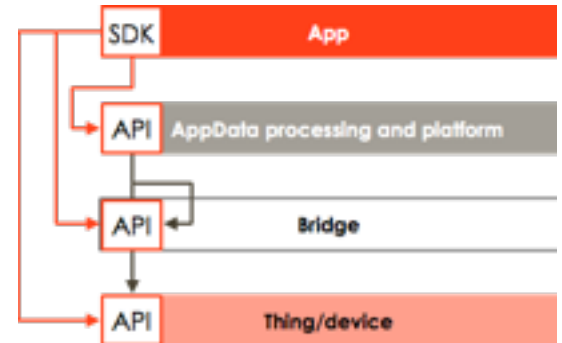 SDK App
API AppData processing and platform
API Bridge
API Thing/device